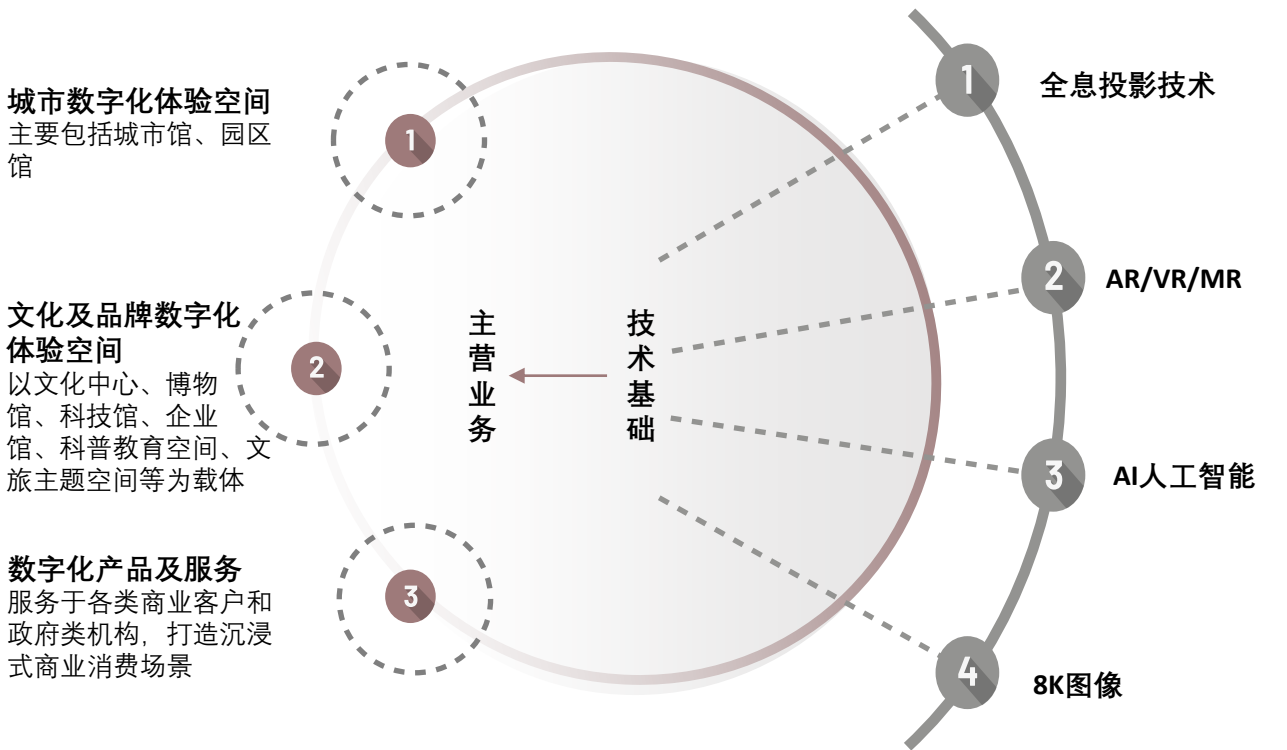 城市数字化体验空间
主要包括城市馆、园区
馆
1
文化及品牌数字化
体验空间
以文化中心、博物
馆、科技馆、企业
馆、科普教育空间、文
旅主题空间等为载体
2
数字化产品及服务
服务于各类商业客户和
政府类机构，打造沉浸
式商业消费场景
3
主营业务
技术基础
1
全息投影技术
2
AR/VR/MR
3
AI人工智能
4
8K图像